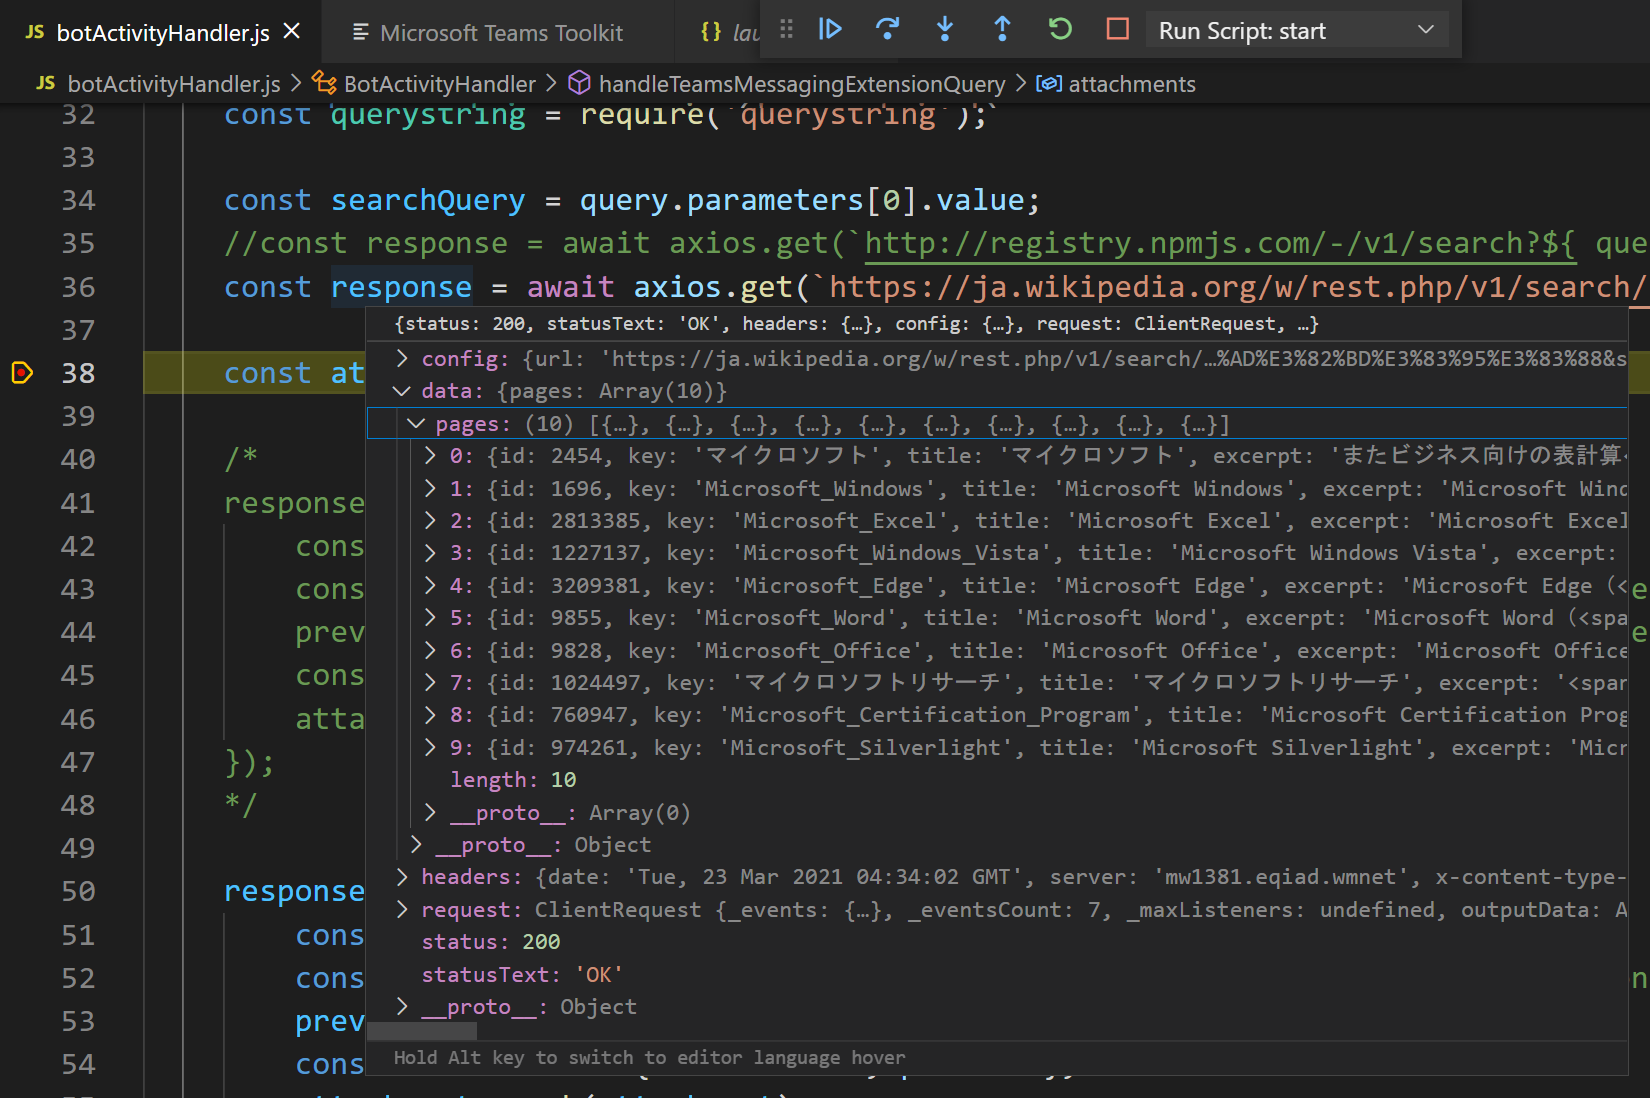 JS botActivityHandler.js Microsoft Teams Toolkit {} lau Run Script: start
JS botActivityHandler.js > BotActivityHandler > handleTeamsMessagingExtensionQuery > attachments
32 const querystring = require('querystring');
33
34 const searchQuery = query.parameters[0].value;
35 //const response = await axios.get(`http://registry.npmjs.com/-/v1/search?${ que
36 const response = await axios.get(`https://ja.wikipedia.org/w/rest.php/v1/search/
37 {status: 200, statusText: 'OK', headers: {…}, config: {…}, request: ClientRequest, …}
config: {url: 'https://ja.wikipedia.org/w/rest.php/v1/search/…%AD%E3%82%BD%E3%83%95%E3%83%88&s
38 const at
data: {pages: Array(10)}
39 pages: (10) [{…}, {…}, {…}, {…}, {…}, {…}, {…}, {…}, {…}, {…}]
40 /*
0: {id: 2454, key: 'マイクロソフト', title: 'マイクロソフト', excerpt: 'またビジネス向けの表計算<
41 response
1: {id: 1696, key: 'Microsoft_Windows', title: 'Microsoft Windows', excerpt: 'Microsoft Wind
2: {id: 2813385, key: 'Microsoft_Excel', title: 'Microsoft Excel', excerpt: 'Microsoft Excel
42 cons
3: {id: 1227137, key: 'Microsoft_Windows_Vista', title: 'Microsoft Windows Vista', excerpt:
43 cons
4: {id: 3209381, key: 'Microsoft_Edge', title: 'Microsoft Edge', excerpt: 'Microsoft Edge（< e
5: {id: 9855, key: 'Microsoft_Word', title: 'Microsoft Word', excerpt: 'Microsoft Word（<spa
44 prev e
6: {id: 9828, key: 'Microsoft_Office', title: 'Microsoft Office', excerpt: 'Microsoft Office
45 cons
7: {id: 1024497, key: 'マイクロソフトリサーチ', title: 'マイクロソフトリサーチ', excerpt: '<span
46 atta
8: {id: 760947, key: 'Microsoft_Certification_Program', title: 'Microsoft Certification Prog
9: {id: 974261, key: 'Microsoft_Silverlight', title: 'Microsoft Silverlight', excerpt: 'Micr
47 });
length: 10
48 */
__proto__: Array(0)
49 __proto__: Object
headers: {date: 'Tue, 23 Mar 2021 04:34:02 GMT', server: 'mw1381.eqiad.wmnet', x-content-type-
50 response
request: ClientRequest {_events: {…}, _eventsCount: 7, _maxListeners: undefined, outputData: A
51 cons
status: 200
52 cons n
statusText: 'OK'
53 prev
__proto__: Object
54 cons
Hold Alt key to switch to editor language hover